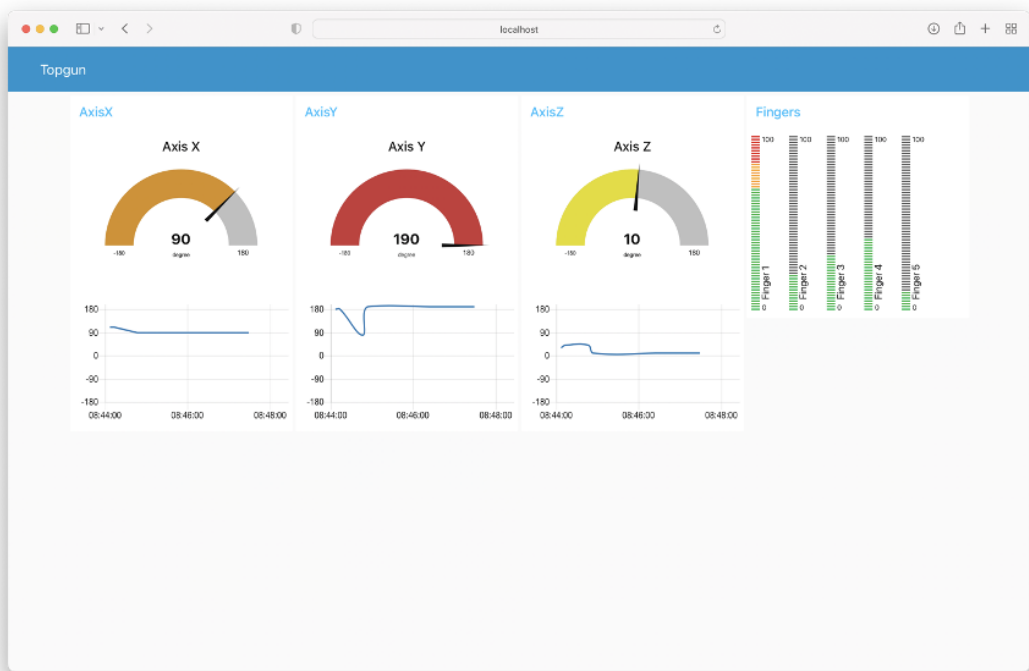 localhost
Topgun
AxisX
Axis X
90
-180 degree 180
180
90
0
-90
-180
08:44:00 08:46:00 08:48:00
AxisY
Axis Y
190
-180 degree 180
180
90
0
-90
-180
08:44:00 08:46:00 08:48:00
AxisZ
Axis Z
10
-180 degree 180
180
90
0
-90
-180
08:44:00 08:46:00 08:48:00
Fingers
100 100 100 100 100
Finger 1 Finger 2 Finger 3 Finger 4 Finger 5
0 0 0 0 0